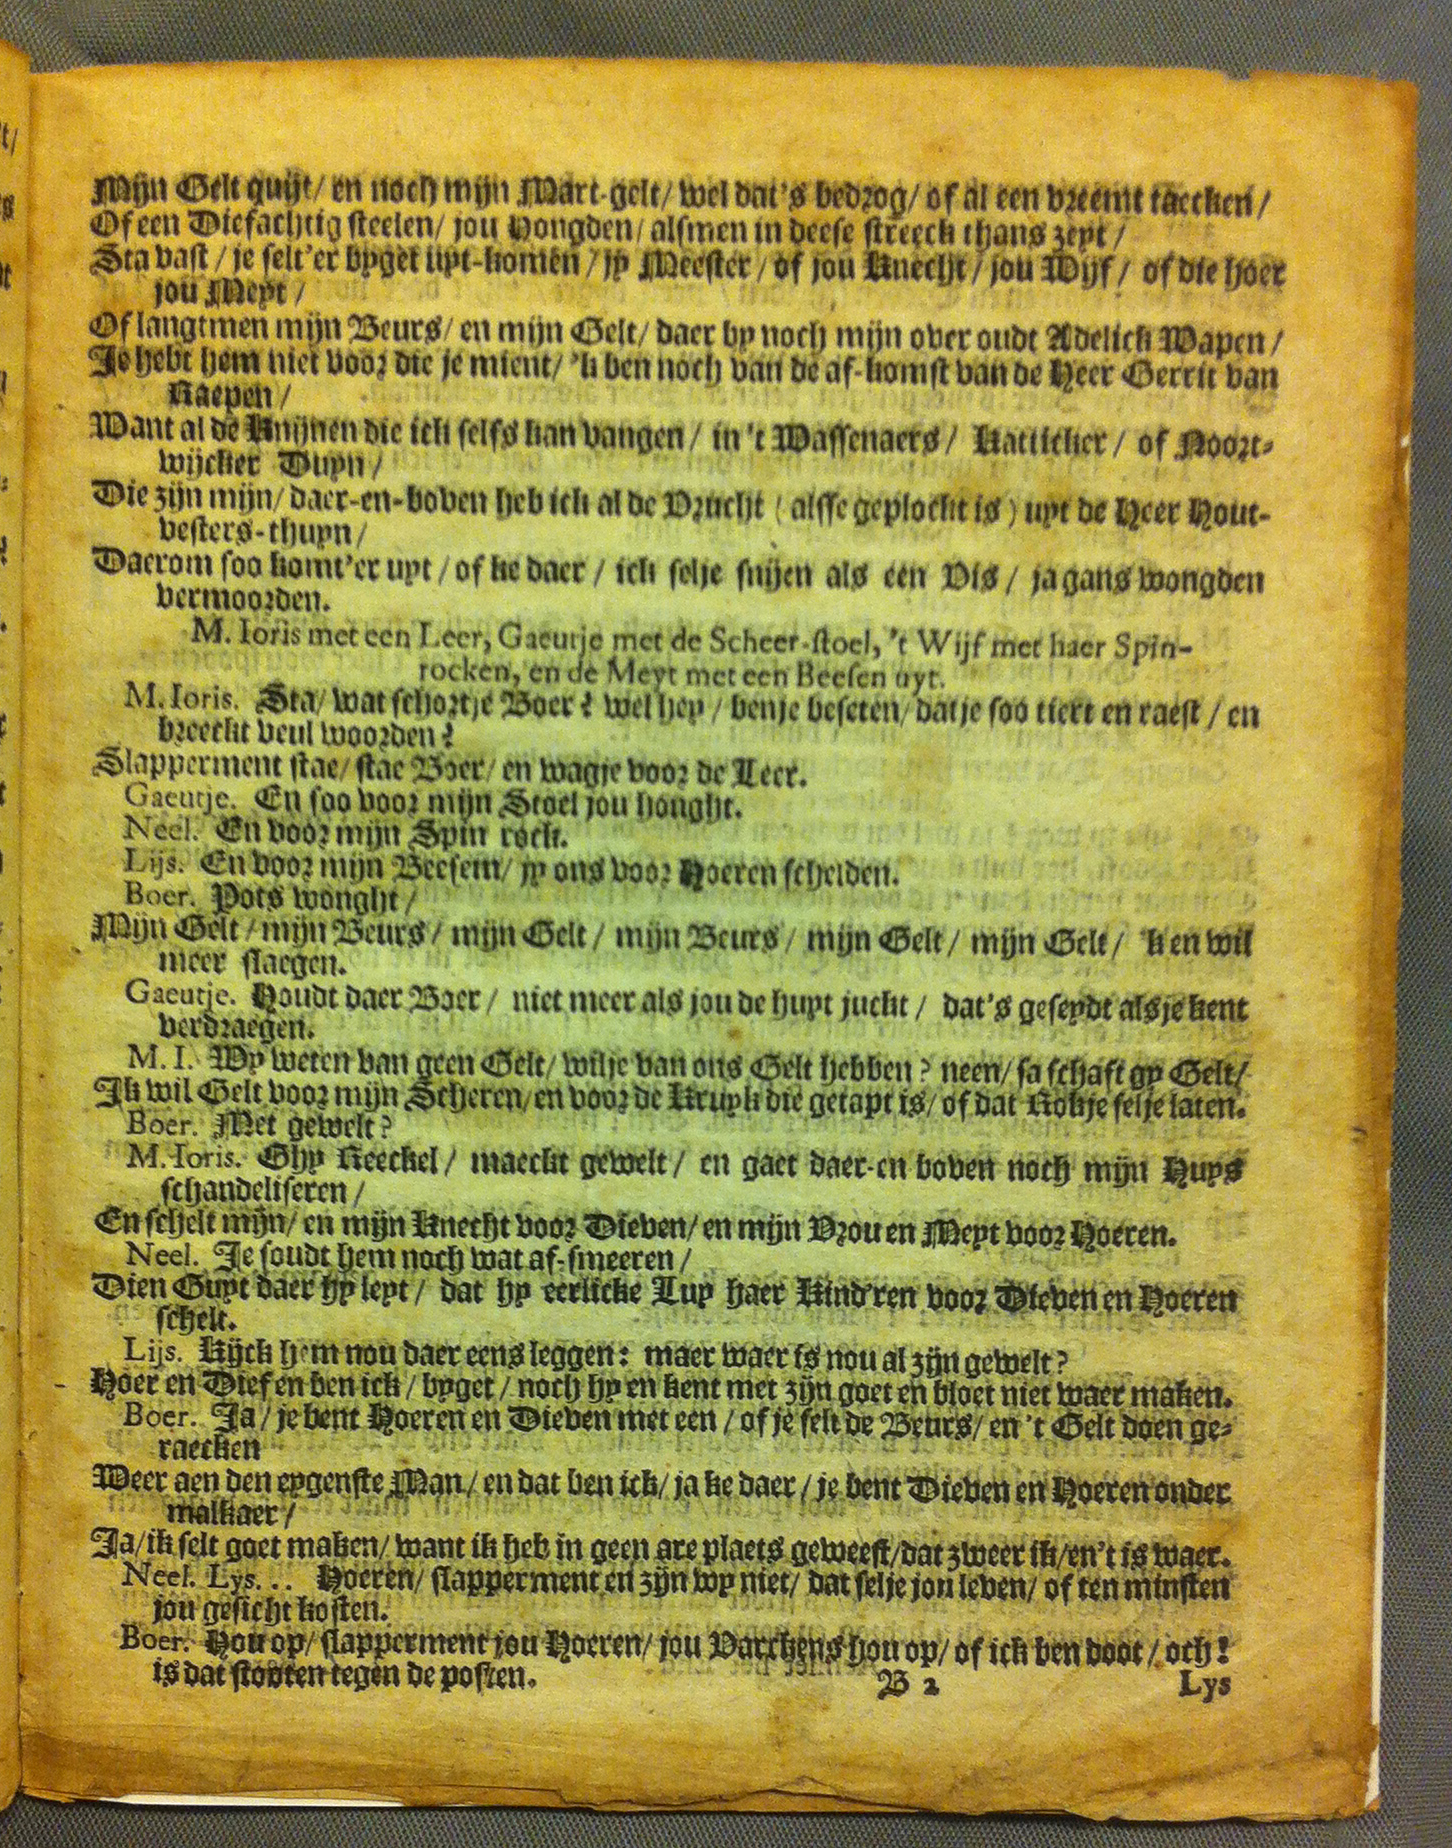 Mijn Gelt quijt/ en noch mijn Mart-gelt/ wel dat's bedrog/ of al een vreemt raecken/
Of een Diefachtig steelen/ jou Hongden/ alsmen in deese streeck thans zeyt/
Sta vast/ je selt'er byget uyt-komen/ jy Meester/ of jou Knecht/ jou Wijf/ of die hoer
jou Meyt/
Of langtmen mijn Beurs/ en mijn Gelt/ daer by noch mijn over oudt Adelick Wapen/
Je hebt hem niet voor die je mient/ 'k ben noch van de af-komst van de Heer Gerrit van
Raepen/
Want al de Knijnen die ick selfs kan vangen/ in 't Wassenaers/ Katticker/ of Noort-
wijcker Duyn/
Die zijn mijn/ daer-en-boven heb ick al de Vrucht (alsse geplockt is) uyt de Heer Hout-
vesters-thuyn/
Daerom soo komt'er uyt/ of ke daer/ ick selje snijen als een Vis/ ja gans wongden
vermoorden.
M. Ioris met een Leer, Gaeutje met de Scheer-stoel, 't Wijf met haer Spin-
rocken, en de Meyt met een Beesen uyt.
M. Ioris. Sta/ wat schortje Boer? wel hey/ benje beseten/ datje soo tiert en raest/ en
breeckt veul woorden?
Slapperment stae/ stae Boer/ en wagje voor de Leer.
Gaeutje. En soo voor mijn Stoel jou honght.
Neel. En voor mijn Spin rock.
Lijs. En voor mijn Beesem/ jy ons voor Hoeren schelden.
Boer. Pots wonght/
Mijn Gelt/ mijn Beurs/ mijn Gelt/ mijn Beurs/ mijn Gelt/ mijn Gelt/ k en wil
meer slaegen.
Gaeutje. Houdt daer Boer/ niet meer als jou de huyt juckt/ dat's geseydt alsje kent
verdraegen.
M. I. Wy weten van geen Gelt/ wilje van ons Gelt hebben? neen/ sa schaft gy Gelt/
Ik wil Gelt voor mijn Scheren/ en voor de Kruyk die getapt is/ of dat Rokje selje laten.
Boer. Met gewelt?
M. Ioris. Ghy Reeckel/ maeckt gewelt/ en gaet daer-en boven noch mijn Huys
schandeliseren/
En schelt mijn/ en mijn Knecht voor Dieven/ en mijn Vrou en Meyt voor Hoeren.
Neel. Je soudt hem noch wat af-smeeren/
Dien Guyt daer hy leyt/ dat hy eerlicke Luy haer Kind'ren voor Dieven en Hoeren
schelt.
Lijs. Kijck hem nou daer eens leggen: maer waer is nou al zijn gewelt?
Hoer en Dief en ben ick/ byget/ noch hy en kent met zijn goet en bloet niet waer maken.
Boer. Ja/ je bent Hoeren en Dieven met een/ of je selt de Beurs/ en 't Gelt doen ge-
raecken
Weer aen den eygenste Man/ en dat ben ick/ ja ke daer/ je bent Dieven en Hoeren onder
malkaer/
Ja/ ik selt goet maken/ want ik heb in geen are plaets geweest/ dat zweer ik/ en't is waer.
Neel. Lys... Hoeren/ slapperment en zijn wy niet/ dat selje jou leven/ of ten minsten
jou gesicht kosten.
Boer. Hou op/ slapperment jou Hoeren/ jou Varckens hou op/ of ick ben doot/ och!
is dat stooten tegen de posten.
B 2 Lys